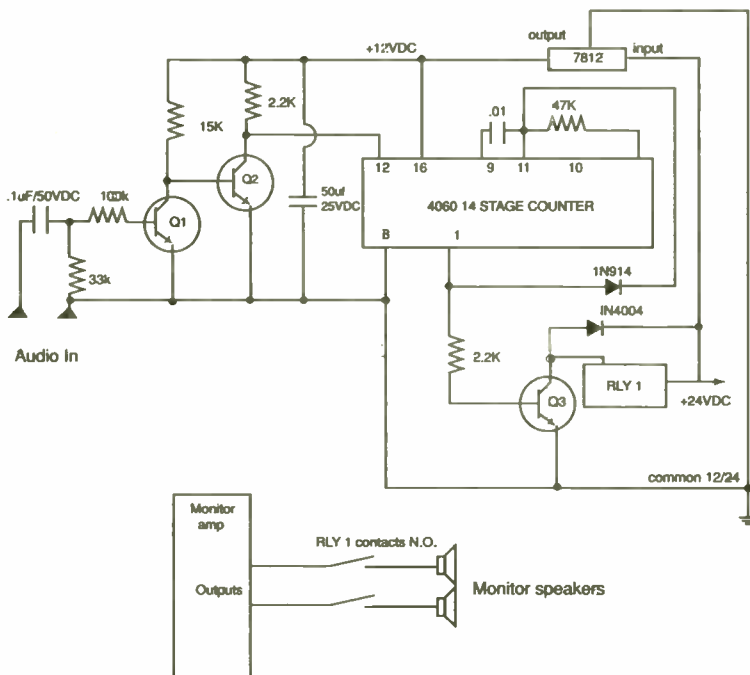 output
input
+12VDC
7812
2.2K
.01
47K
15K
12 16 9 11 10
Q2
.1uF/50VDC
100k
50uf
25VDC
4060 14 STAGE COUNTER
Q1
8 1
33k
1N914
IN4004
Audio In
2.2K
RLY 1
Q3
+24VDC
common 12/24
Monitor
amp
RLY 1 contacts N.O.
Outputs
Monitor speakers